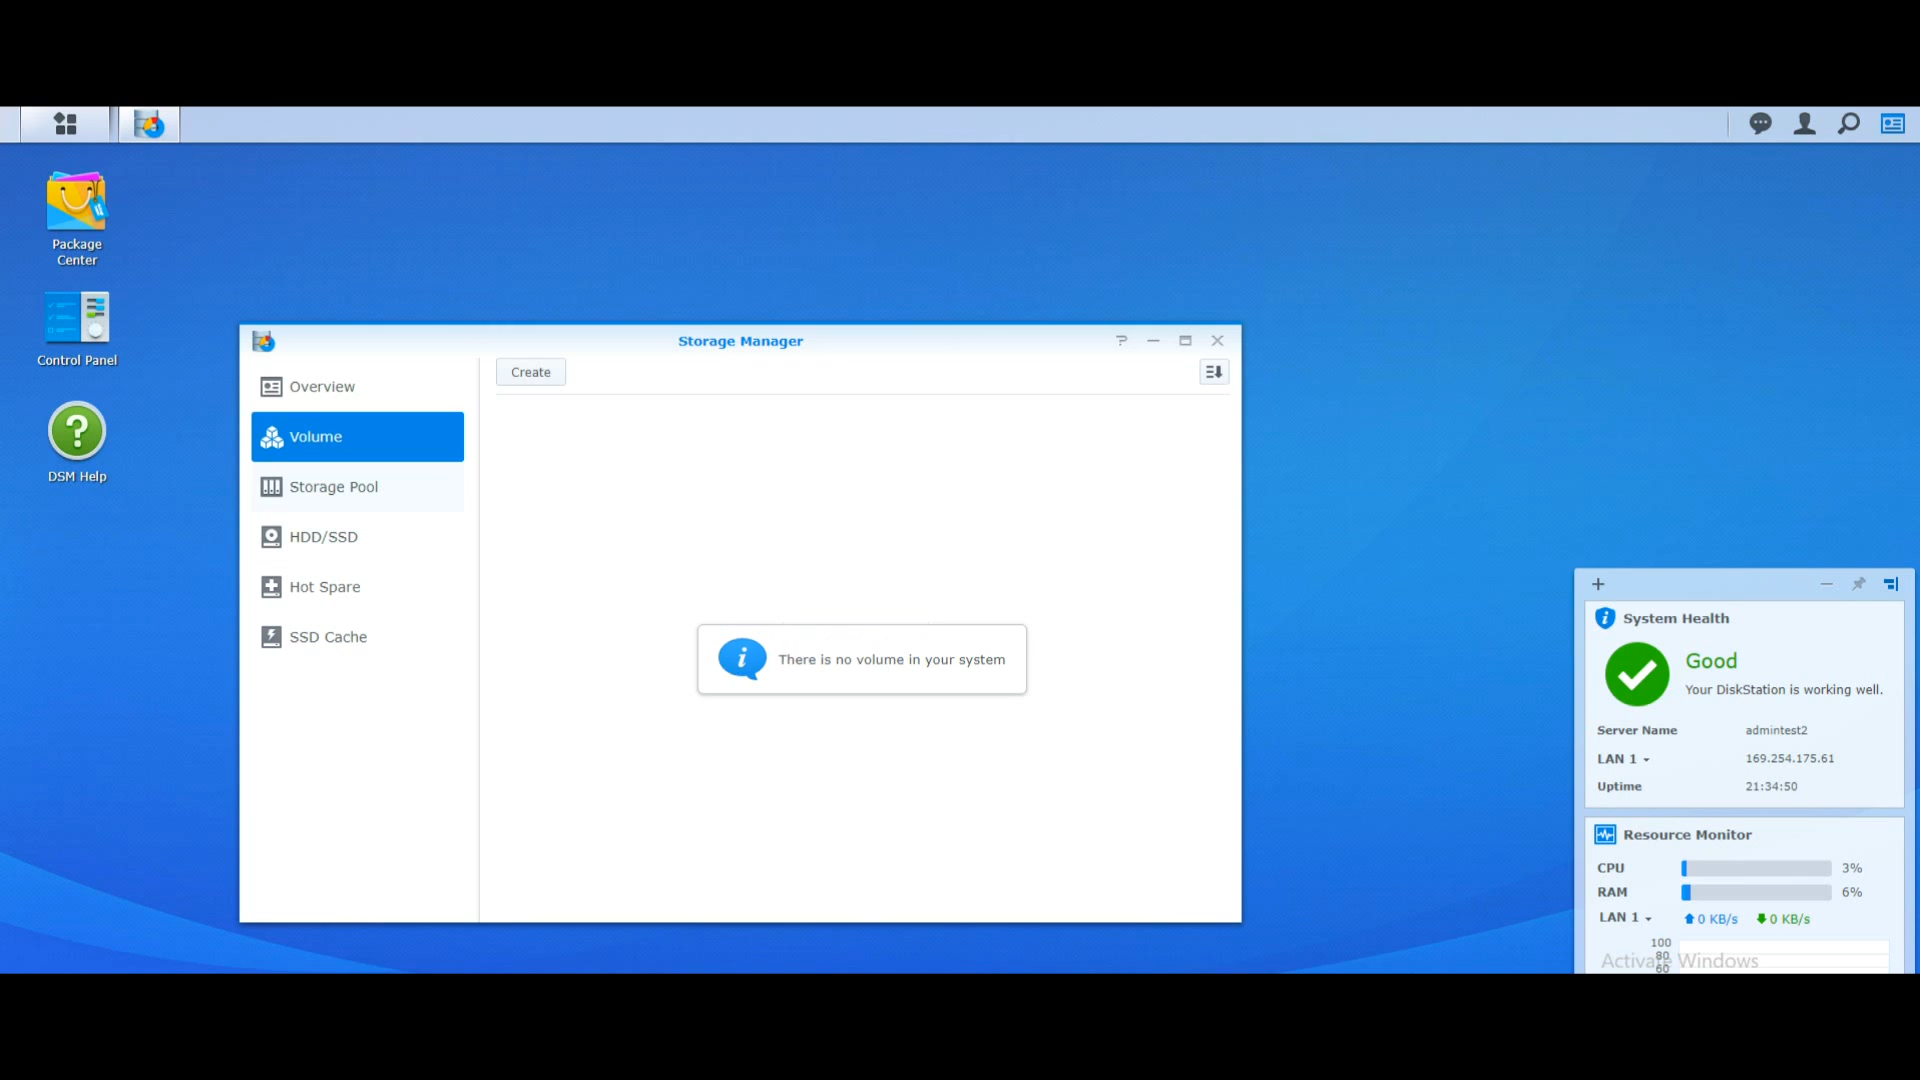 Package
Center
Control Panel
DSM Help
Storage Manager
Overview
Volume
Storage Pool
HDD/SSD
Hot Spare
SSD Cache
Create
There is no volume in your system
System Health
Good
Your DiskStation is working well.
Server Name admintest2
LAN 1 169.254.175.61
Uptime 21:34:50
Resource Monitor
CPU 3%
RAM 6%
LAN 1 0 KB/s 0 KB/s
100
80
60
Activate Windows